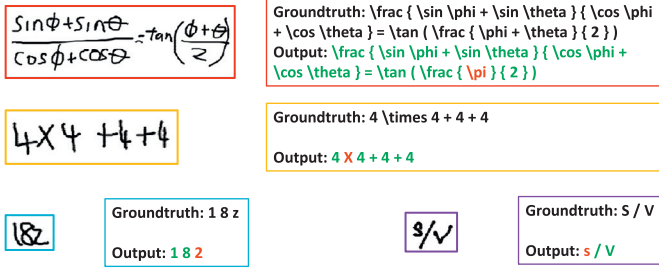 sinϕ+sinθ
cosϕ+cosθ
=tan(ϕ+θ/2)
Groundtruth: \frac { \sin \phi + \sin \theta } { \cos \phi
+ \cos \theta } = \tan ( \frac { \phi + \theta } { 2 } )
Output: \frac { \sin \phi + \sin \theta } { \cos \phi +
\cos \theta } = \tan ( \frac { \pi } { 2 } )
4×4 +4+4
Groundtruth: 4 \times 4 + 4 + 4
Output: 4 X 4 + 4 + 4
18z
Groundtruth: 1 8 z
Output: 1 8 2
S/V
Groundtruth: S / V
Output: s / V